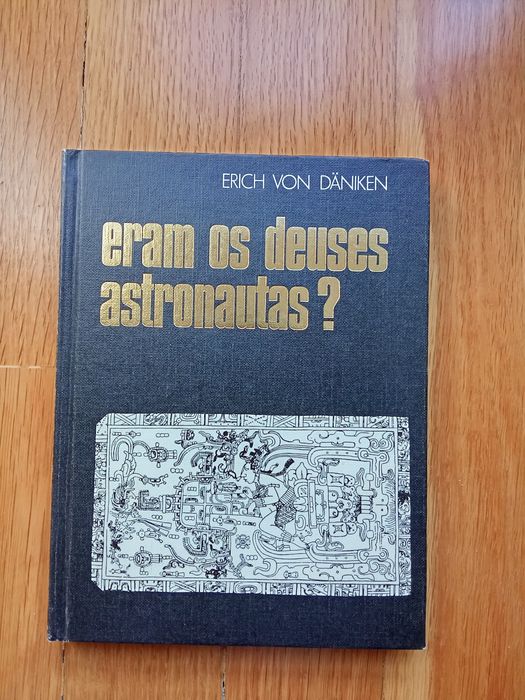 ERICH VON DÄNIKEN
eram os deuses
astronautas?